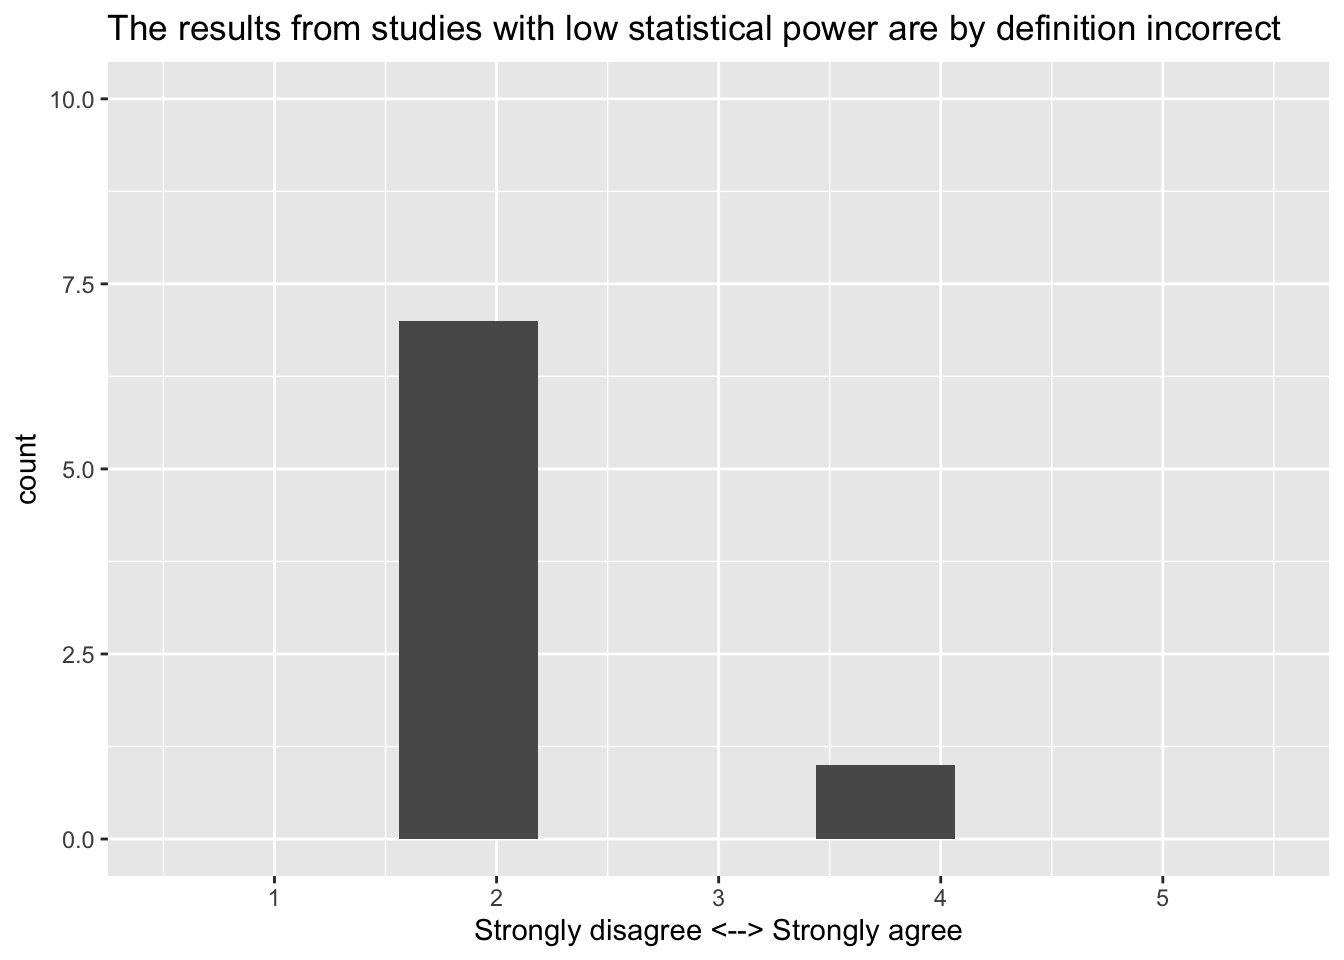 The results from studies with low statistical power are by definition incorrect
10.0
7.5
5.0
2.5
0.0
count
1 2 3 4 5
Strongly disagree <--> Strongly agree